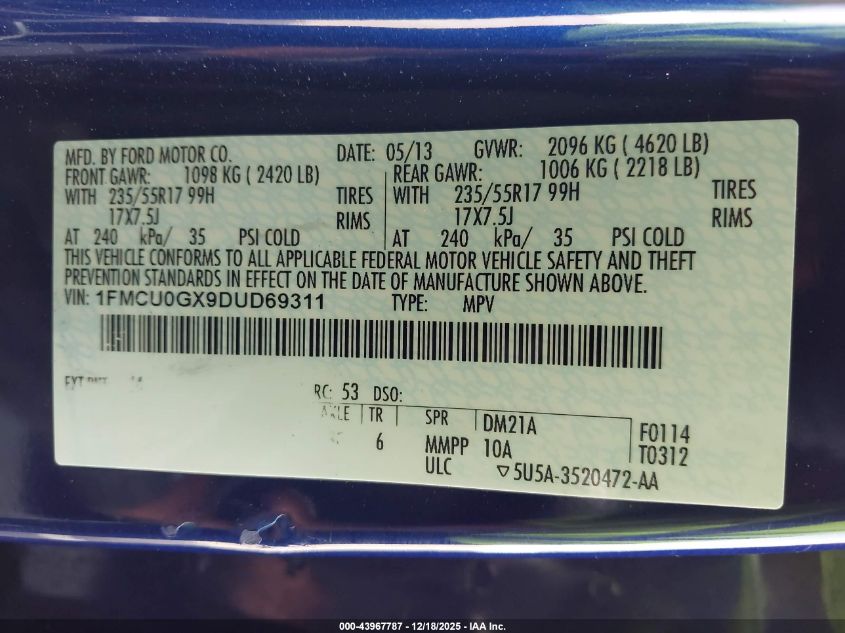 MFD. BY FORD MOTOR CO. DATE: 05/13 GVWR: 2096 KG ( 4620 LB)
FRONT GAWR: 1098 KG ( 2420 LB) REAR GAWR: 1006 KG ( 2218 LB)
WITH 235/55R17 99H TIRES WITH 235/55R17 99H TIRES
17X7.5J RIMS 17X7.5J RIMS
AT 240 kPa/ 35 PSI COLD AT 240 kPa/ 35 PSI COLD
THIS VEHICLE CONFORMS TO ALL APPLICABLE FEDERAL MOTOR VEHICLE SAFETY AND THEFT
PREVENTION STANDARDS IN EFFECT ON THE DATE OF MANUFACTURE SHOWN ABOVE.
VIN: 1FMCU0GX9DUD69311 TYPE: MPV
EXT PNT:
RC: 53 DSO:
AXLE TR SPR DM21A F0114
6 MMPP 10A T0312
ULC ▽5U5A-3520472-AA
000-43967787 - 12/18/2025 - IAA Inc.